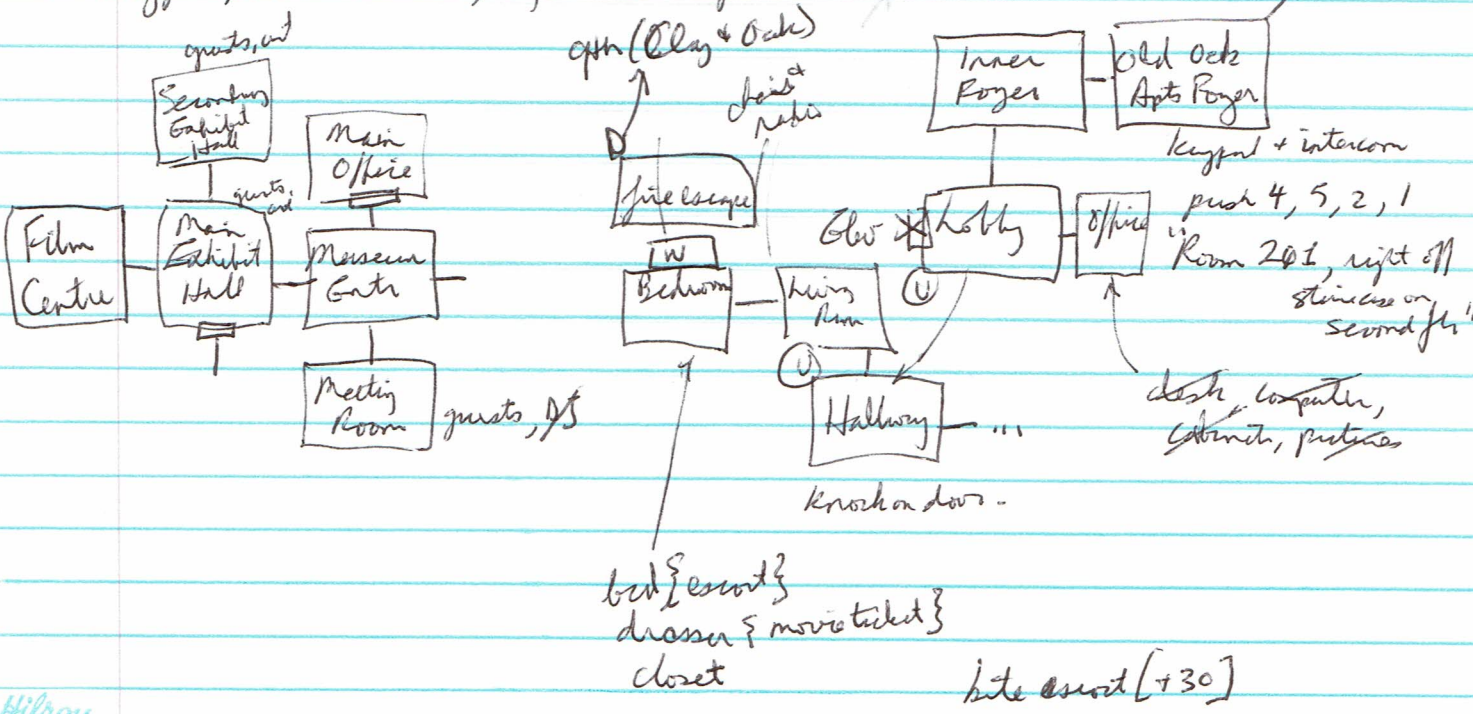 guests, art
Secondary
Exhibit
Hall
Main
Office
guests,
art
Film
Centre
Main
Exhibit
Hall
Museum
Entr
Meeting
Room
guests, DJ
(Clay + Oak)
D
chair +
radio
fire escape
W
Bedroom
Living
Rm
U
Hallway
...
knock on door.
bed {escort}
dresser {movie ticket}
closet
bite escort [+30]
Inner
Foyer
Old Oak
Apts Foyer
keypad + intercom
push 4, 5, 2, 1
"Room 201, right off
staircase on
second flr"
Elev
Lobby
Office
U
desk, computer,
cabinets, pictures
Hilroy